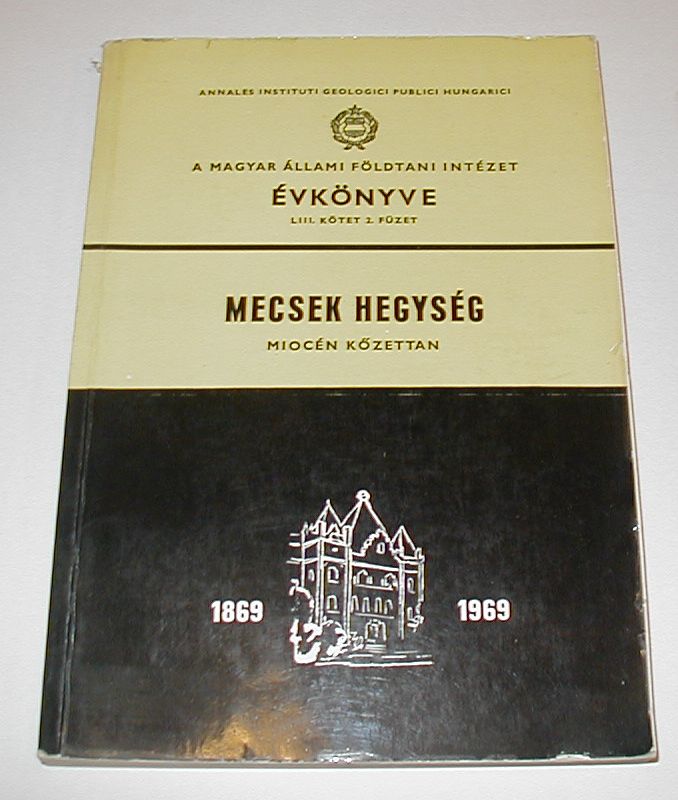 ANNALES INSTITUTI GEOLOGICI PUBLICI HUNGARICI
A MAGYAR ÁLLAMI FÖLDTANI INTÉZET
ÉVKÖNYVE
LIII. KÖTET 2. FÜZET
MECSEK HEGYSÉG
MIOCÉN KŐZETTAN
1869 1969